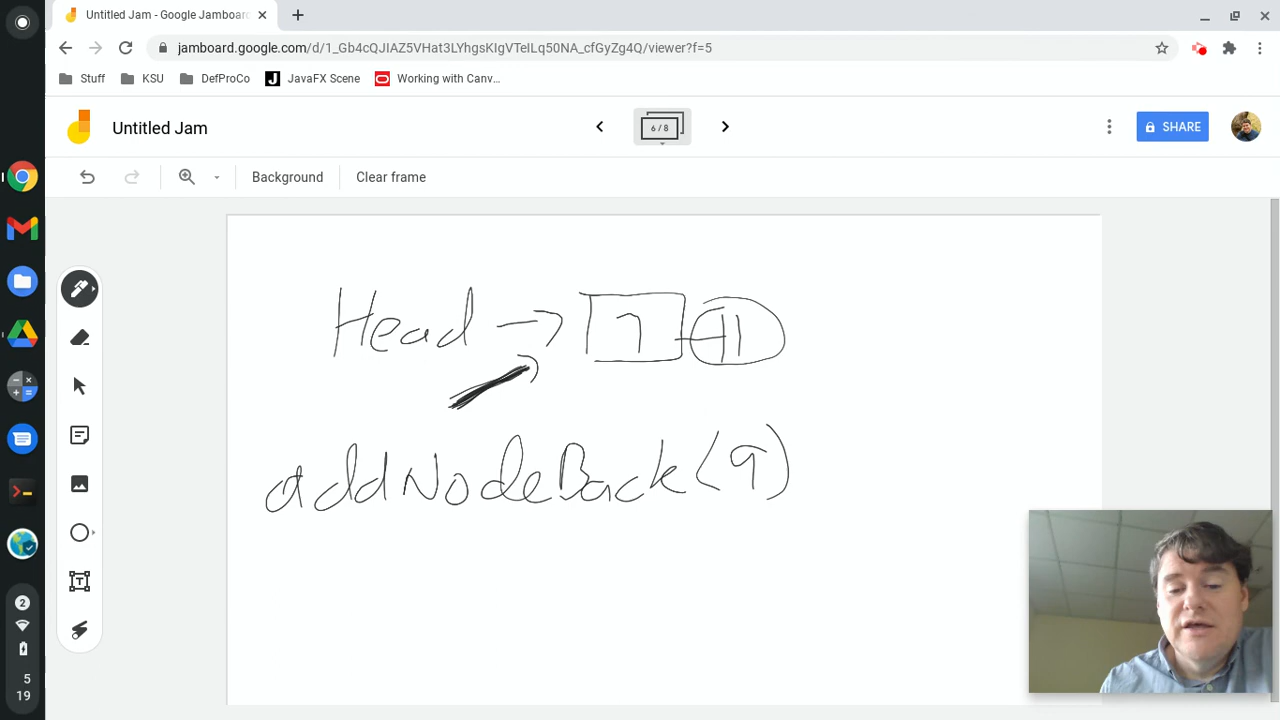 Untitled Jam - Google Jamboard
jamboard.google.com/d/1_Gb4cQJIAZ5VHat3LYhgsKIgVTeILq50NA_cfGyZg4Q/viewer?f=5
Stuff KSU DefProCo JavaFX Scene Working with Canv...
Untitled Jam
6 / 8
SHARE
Background
Clear frame
Head → 7
addNodeBack(9)
2
5
19